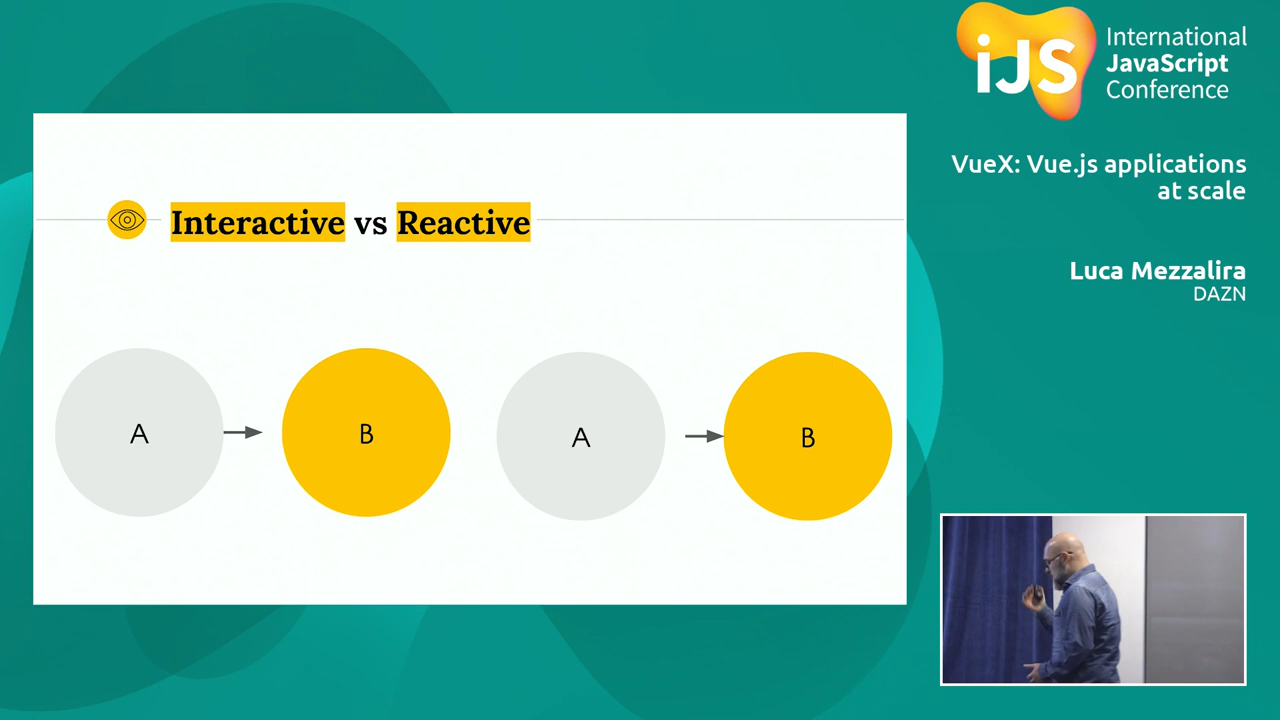 Interactive vs Reactive
A
B
A
B
iJS
International
JavaScript
Conference
VueX: Vue.js applications
at scale
Luca Mezzalira
DAZN